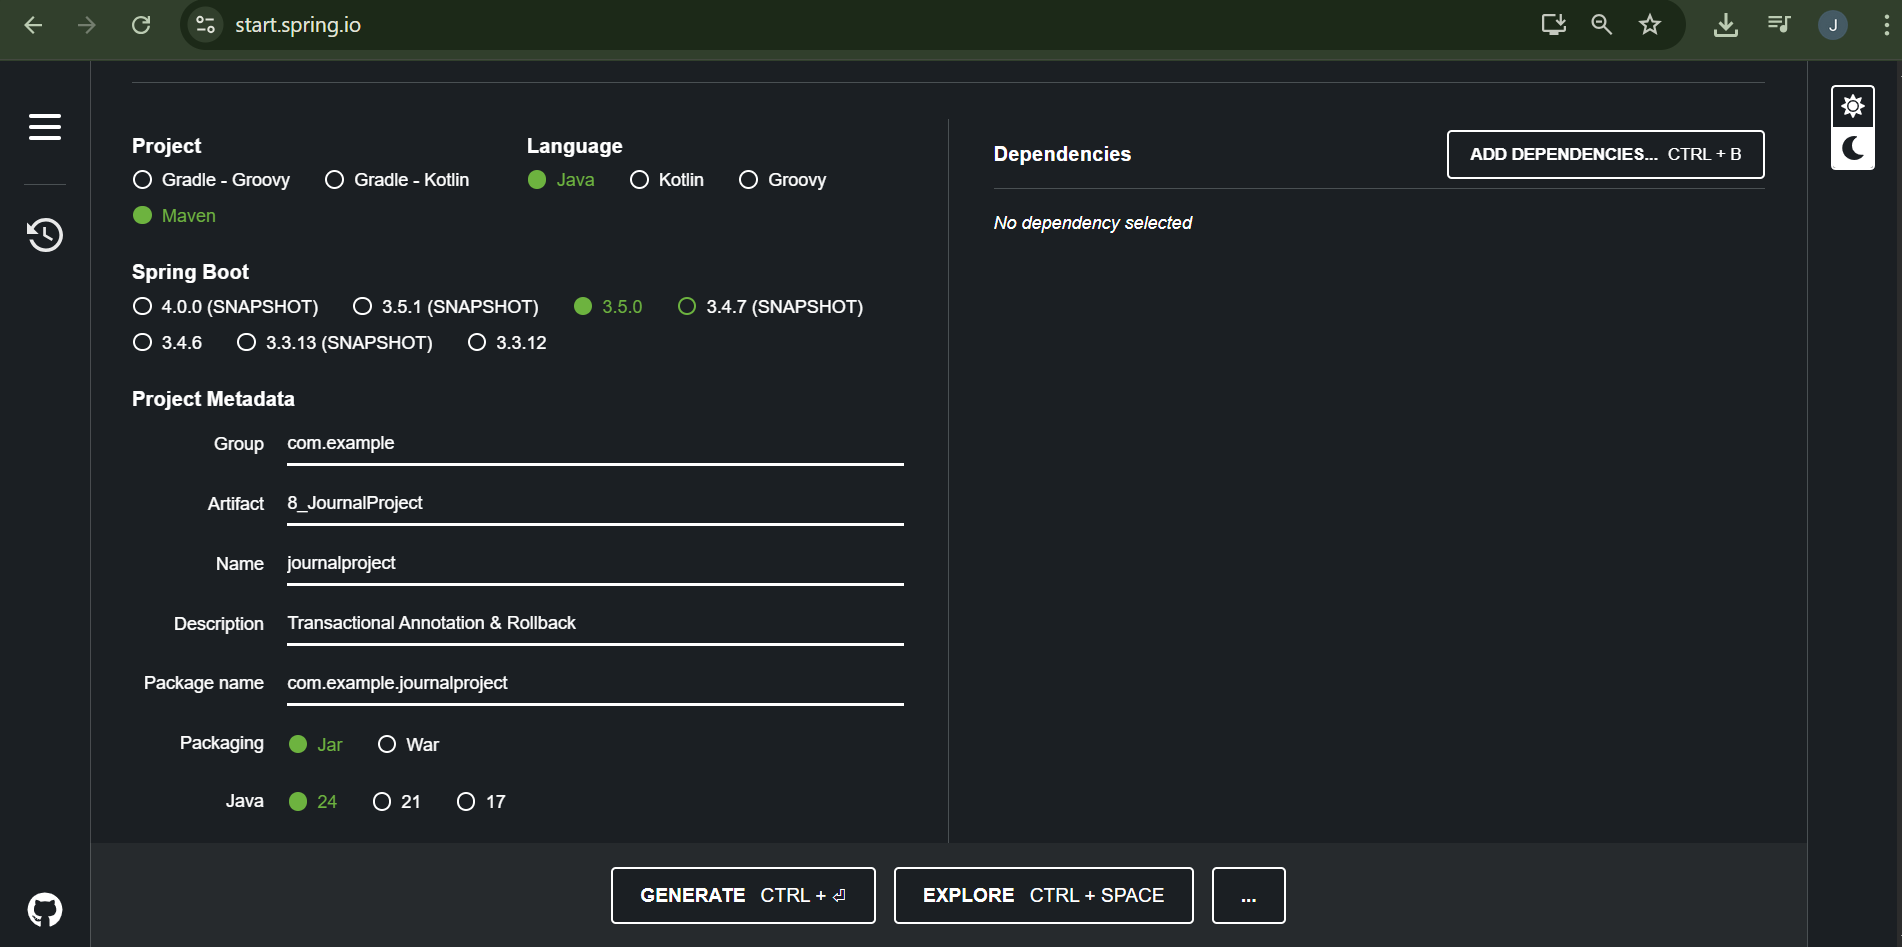 start.spring.io
J
Project
Gradle - Groovy Gradle - Kotlin
Maven
Language
Java Kotlin Groovy
Spring Boot
4.0.0 (SNAPSHOT) 3.5.1 (SNAPSHOT) 3.5.0 3.4.7 (SNAPSHOT)
3.4.6 3.3.13 (SNAPSHOT) 3.3.12
Project Metadata
Group com.example
Artifact 8_JournalProject
Name journalproject
Description Transactional Annotation & Rollback
Package name com.example.journalproject
Packaging Jar War
Java 24 21 17
Dependencies
ADD DEPENDENCIES... CTRL + B
No dependency selected
GENERATE CTRL + ⏎ EXPLORE CTRL + SPACE ...